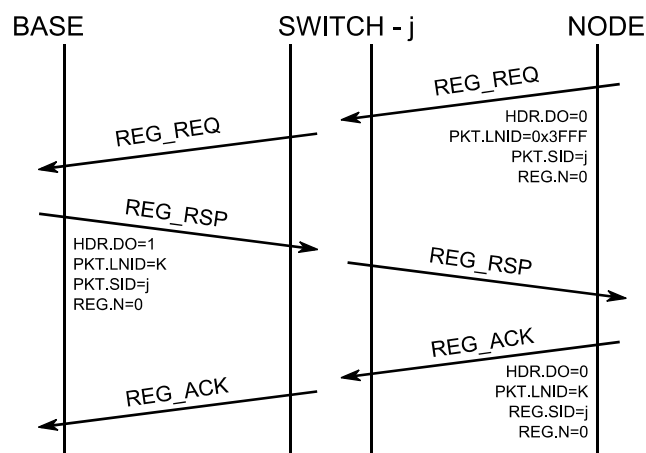 BASE
SWITCH - j
NODE
REG_REQ
HDR.DO=0
PKT.LNID=0x3FFF
PKT.SID=j
REG.N=0
REG_REQ
REG_RSP
HDR.DO=1
PKT.LNID=K
PKT.SID=j
REG.N=0
REG_RSP
REG_ACK
HDR.DO=0
PKT.LNID=K
REG.SID=j
REG.N=0
REG_ACK